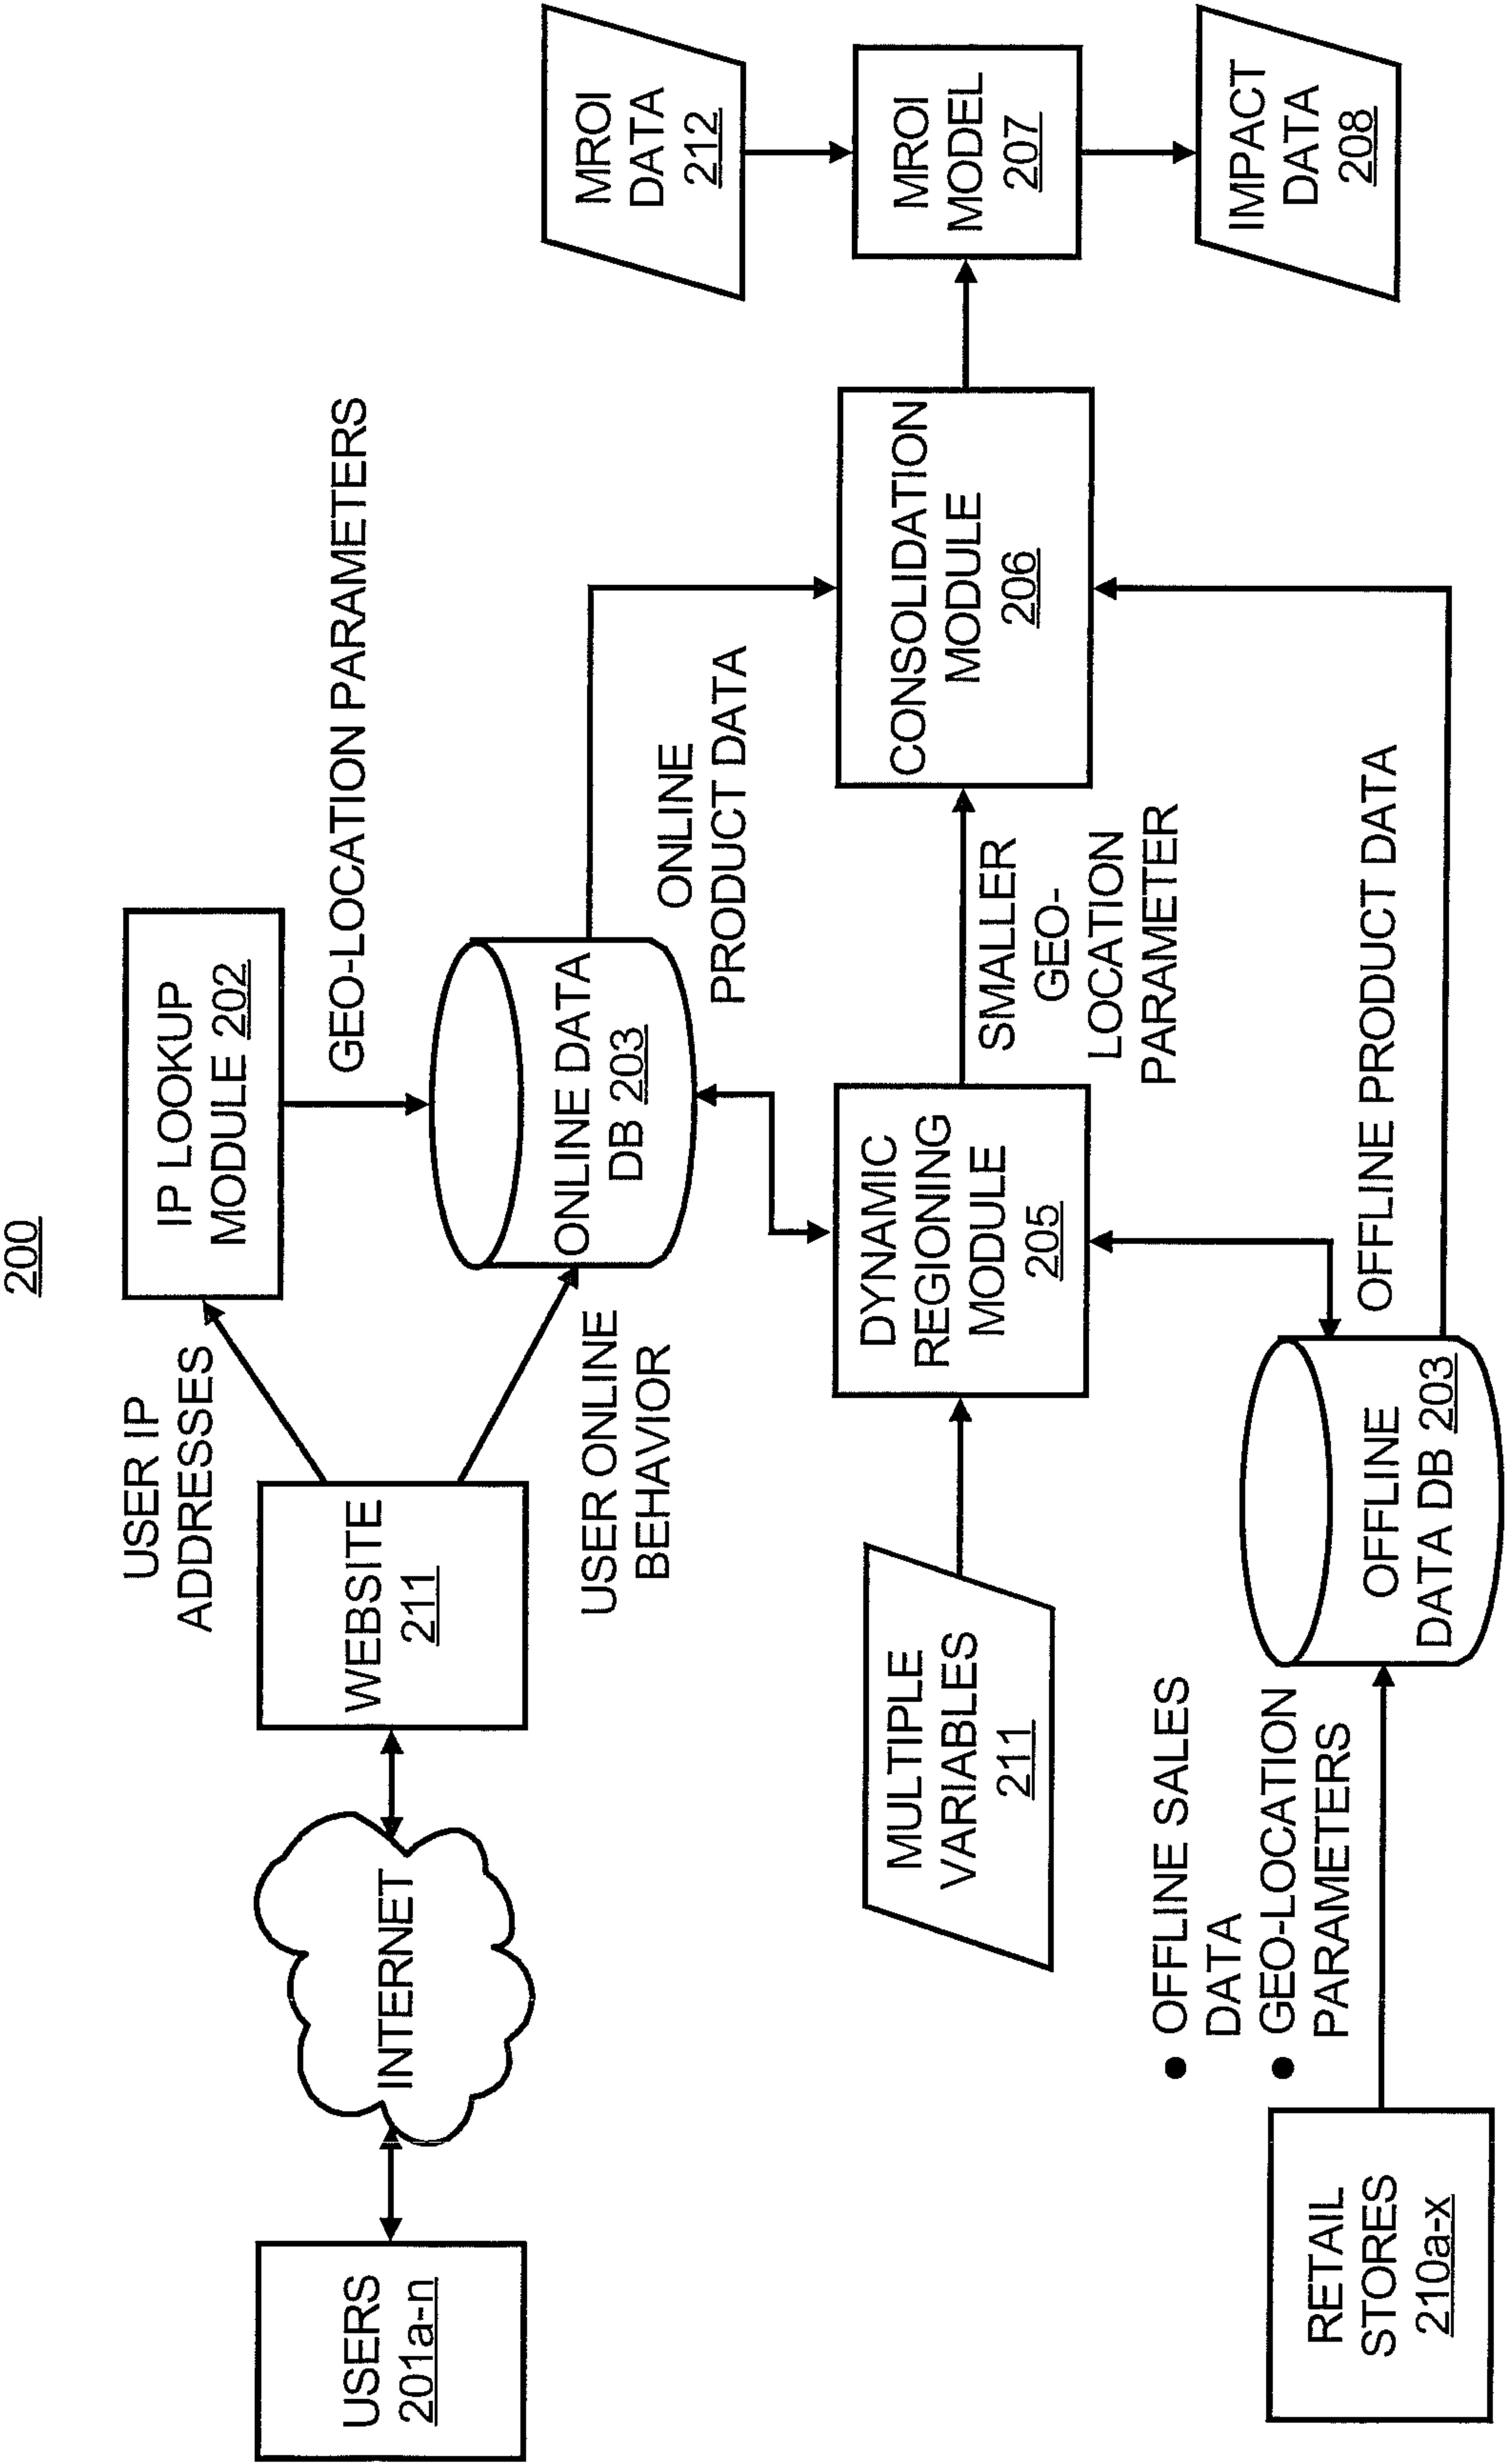 200
USERS
201a-n
INTERNET
WEBSITE
211
USER IP
ADDRESSES
IP LOOKUP
MODULE 202
GEO-LOCATION PARAMETERS
USER ONLINE
BEHAVIOR
ONLINE DATA
DB 203
ONLINE
PRODUCT DATA
MULTIPLE
VARIABLES
211
DYNAMIC
REGIONING
MODULE
205
SMALLER
GEO-
LOCATION
PARAMETER
CONSOLIDATION
MODULE
206
MROI
DATA
212
MROI
MODEL
207
IMPACT
DATA
208
RETAIL
STORES
210a-x
● OFFLINE SALES
DATA
● GEO-LOCATION
PARAMETERS
OFFLINE
DATA DB 203
OFFLINE PRODUCT DATA